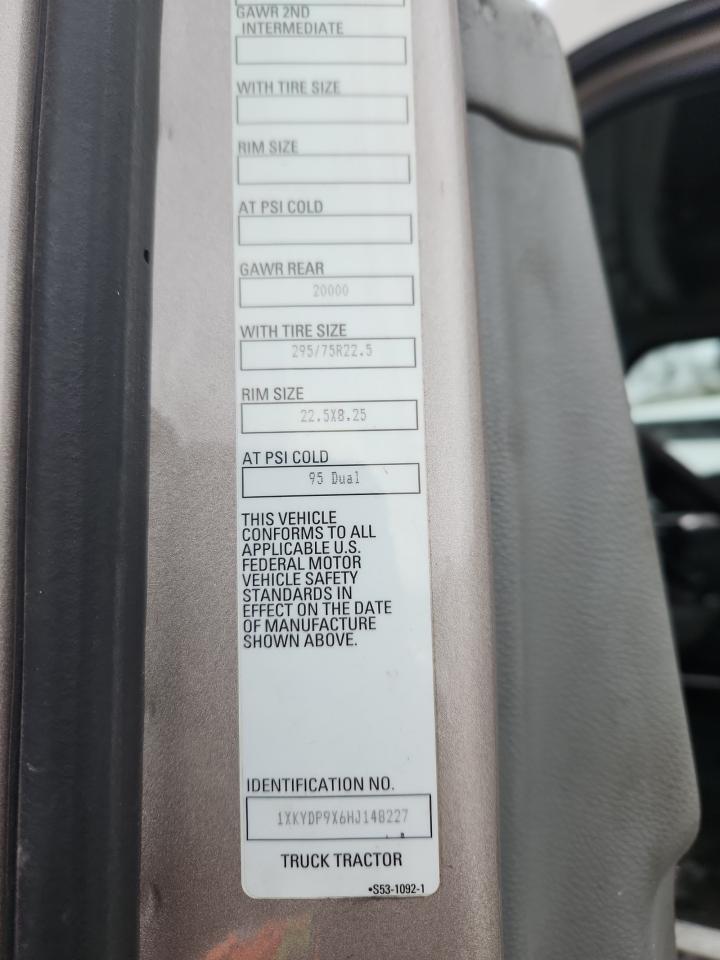 GAWR 2ND
INTERMEDIATE
WITH TIRE SIZE
RIM SIZE
AT PSI COLD
GAWR REAR
20000
WITH TIRE SIZE
295/75R22.5
RIM SIZE
22.5X8.25
AT PSI COLD
95 Dual
THIS VEHICLE
CONFORMS TO ALL
APPLICABLE U.S.
FEDERAL MOTOR
VEHICLE SAFETY
STANDARDS IN
EFFECT ON THE DATE
OF MANUFACTURE
SHOWN ABOVE.
IDENTIFICATION NO.
1XKYDP9X6HJ148227
TRUCK TRACTOR
•S53-1092-1